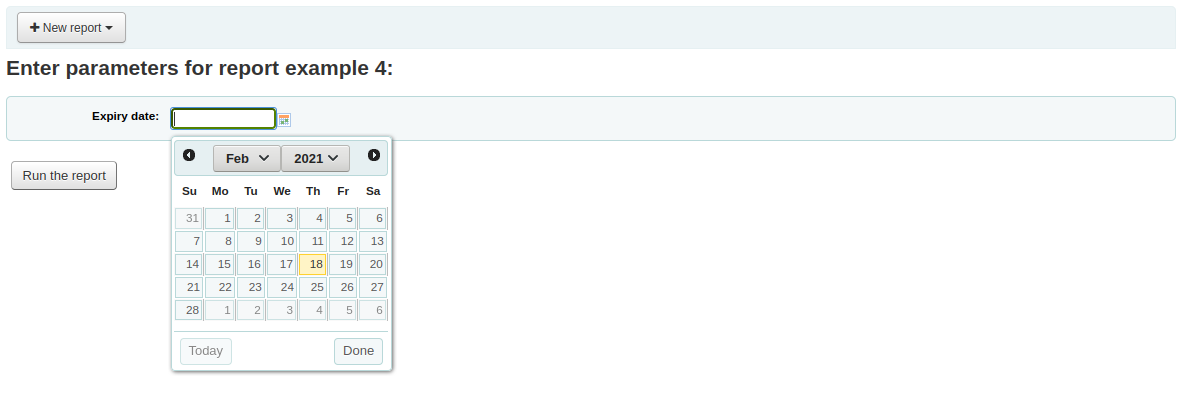 New report
Enter parameters for report example 4:
Expiry date:
Feb 2021
Run the report
Su Mo Tu We Th Fr Sa
31 1 2 3 4 5 6
7 8 9 10 11 12 13
14 15 16 17 18 19 20
21 22 23 24 25 26 27
28 1 2 3 4 5 6
Today Done